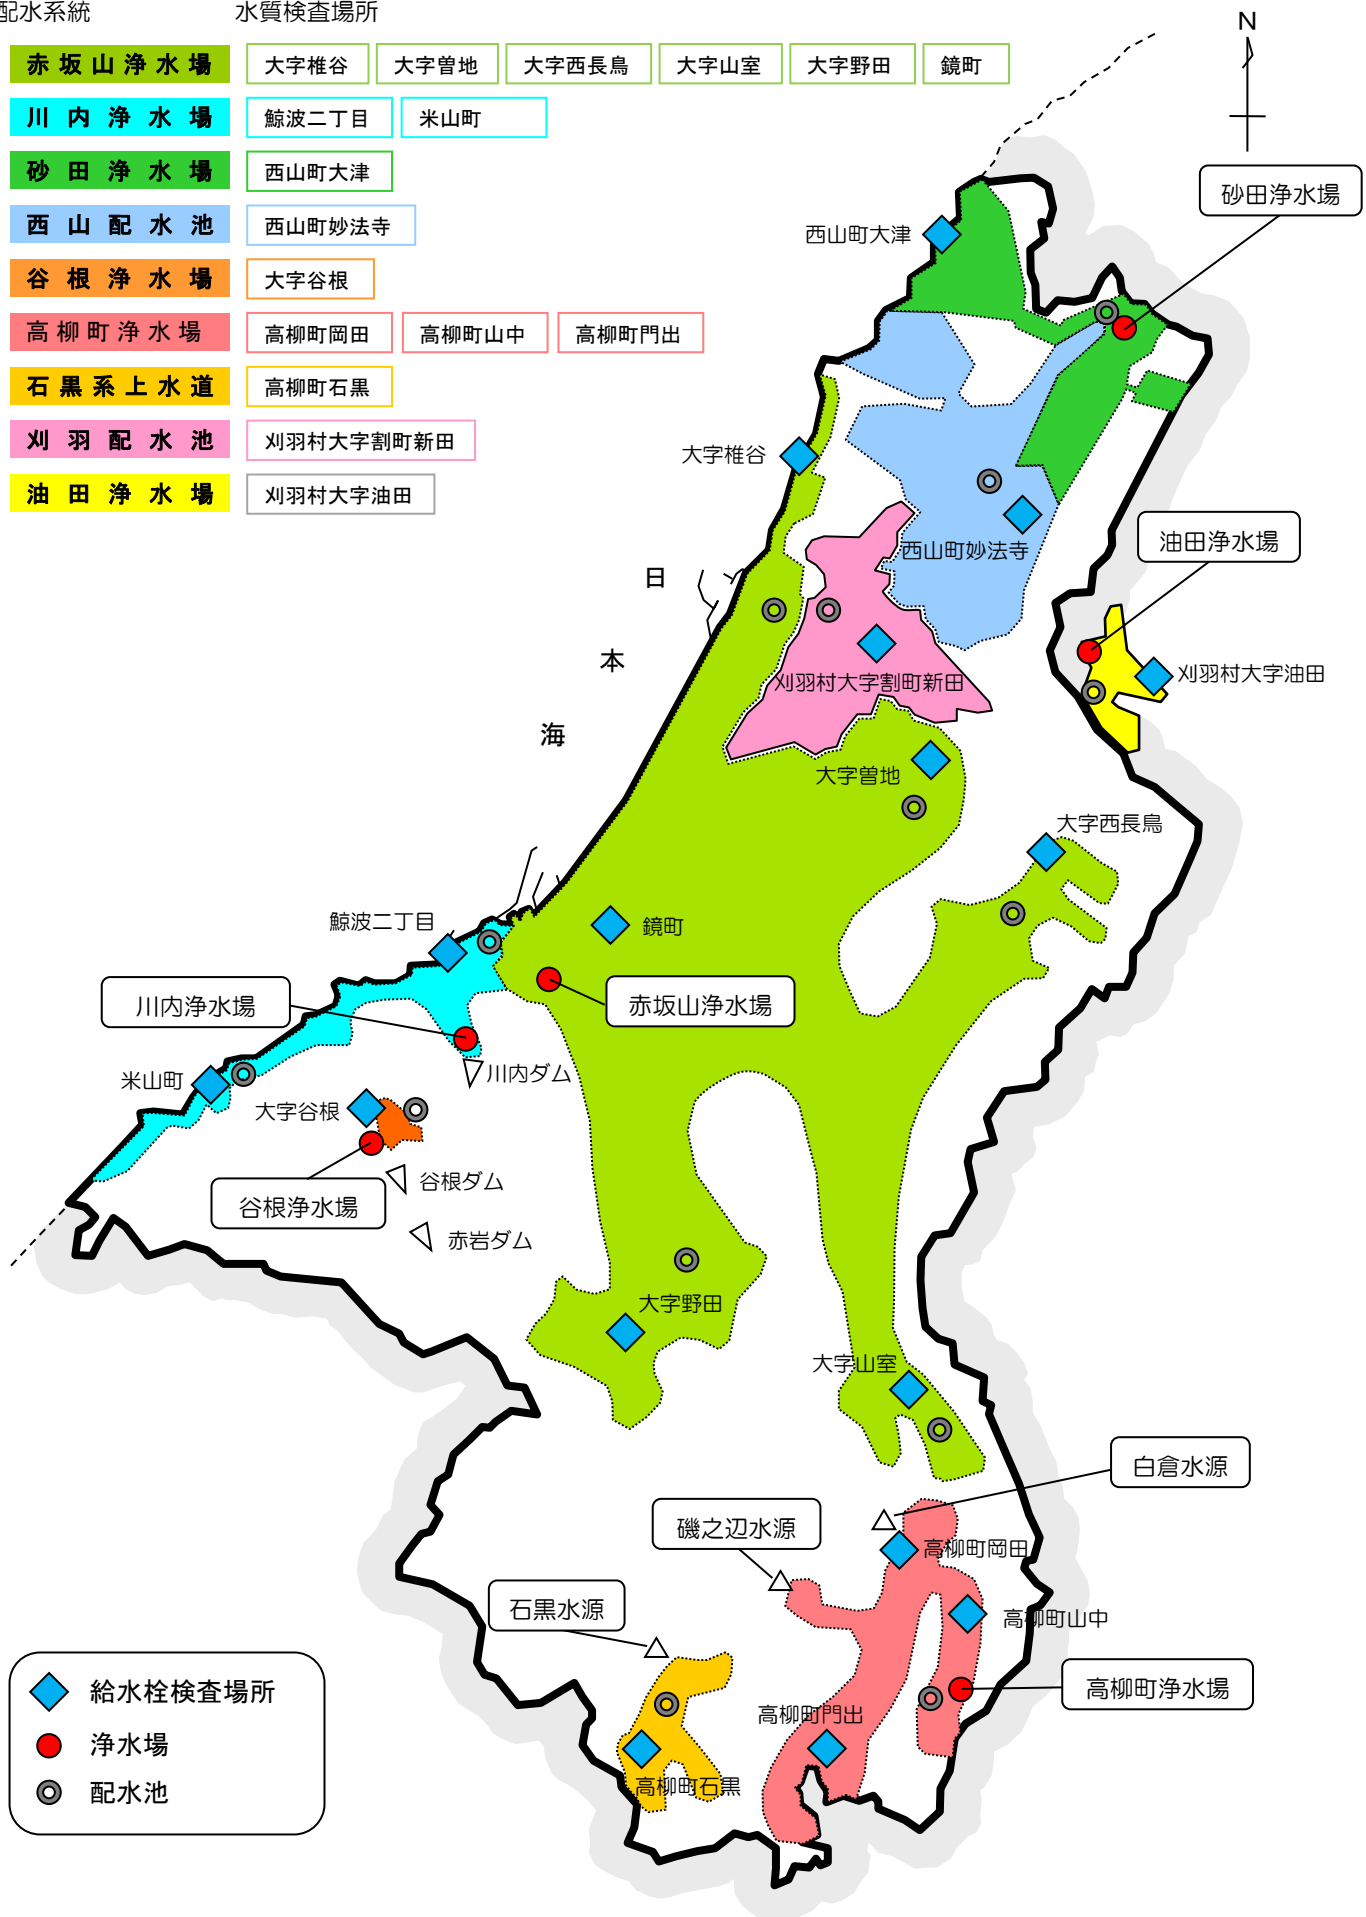 配水系統 水質検査場所
赤坂山浄水場 大字椎谷 大字曽地 大字西長鳥 大字山室 大字野田 鏡町
川内浄水場 鯨波二丁目 米山町
砂田浄水場 西山町大津
西山配水池 西山町妙法寺
谷根浄水場 大字谷根
高柳町浄水場 高柳町岡田 高柳町山中 高柳町門出
石黒系上水道 高柳町石黒
刈羽配水池 刈羽村大字割町新田
油田浄水場 刈羽村大字油田
N
砂田浄水場
西山町大津
大字椎谷
西山町妙法寺
油田浄水場
日
本
海
刈羽村大字割町新田
刈羽村大字油田
大字曽地
大字西長鳥
鯨波二丁目
鏡町
川内浄水場
赤坂山浄水場
米山町
川内ダム
大字谷根
谷根ダム
谷根浄水場
赤岩ダム
大字野田
大字山室
白倉水源
磯之辺水源
高柳町岡田
石黒水源
高柳町山中
高柳町浄水場
高柳町門出
高柳町石黒
給水栓検査場所
浄水場
配水池